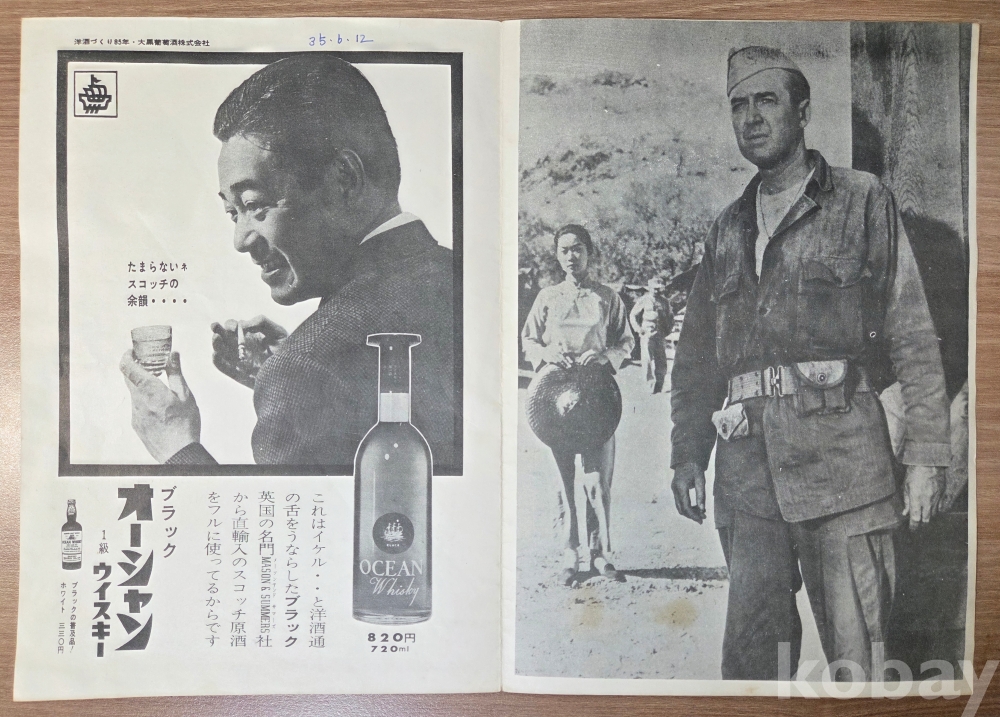 洋酒づくり85年・大黒葡萄酒株式会社
35.6.12
たまらないネ
スコッチの
余韻・・・・
これはイケル・・と洋酒通
の舌をうならしたブラック
英国の名門MASON & SUMMERS社
から直輸入のスコッチ原酒
をフルに使ってるからです
ブラック
オーシャン
1級 ウイスキー
ブラックの普及品!
ホワイト 三三〇円
BLACK
OCEAN
Whisky
820円
720ml
kobay